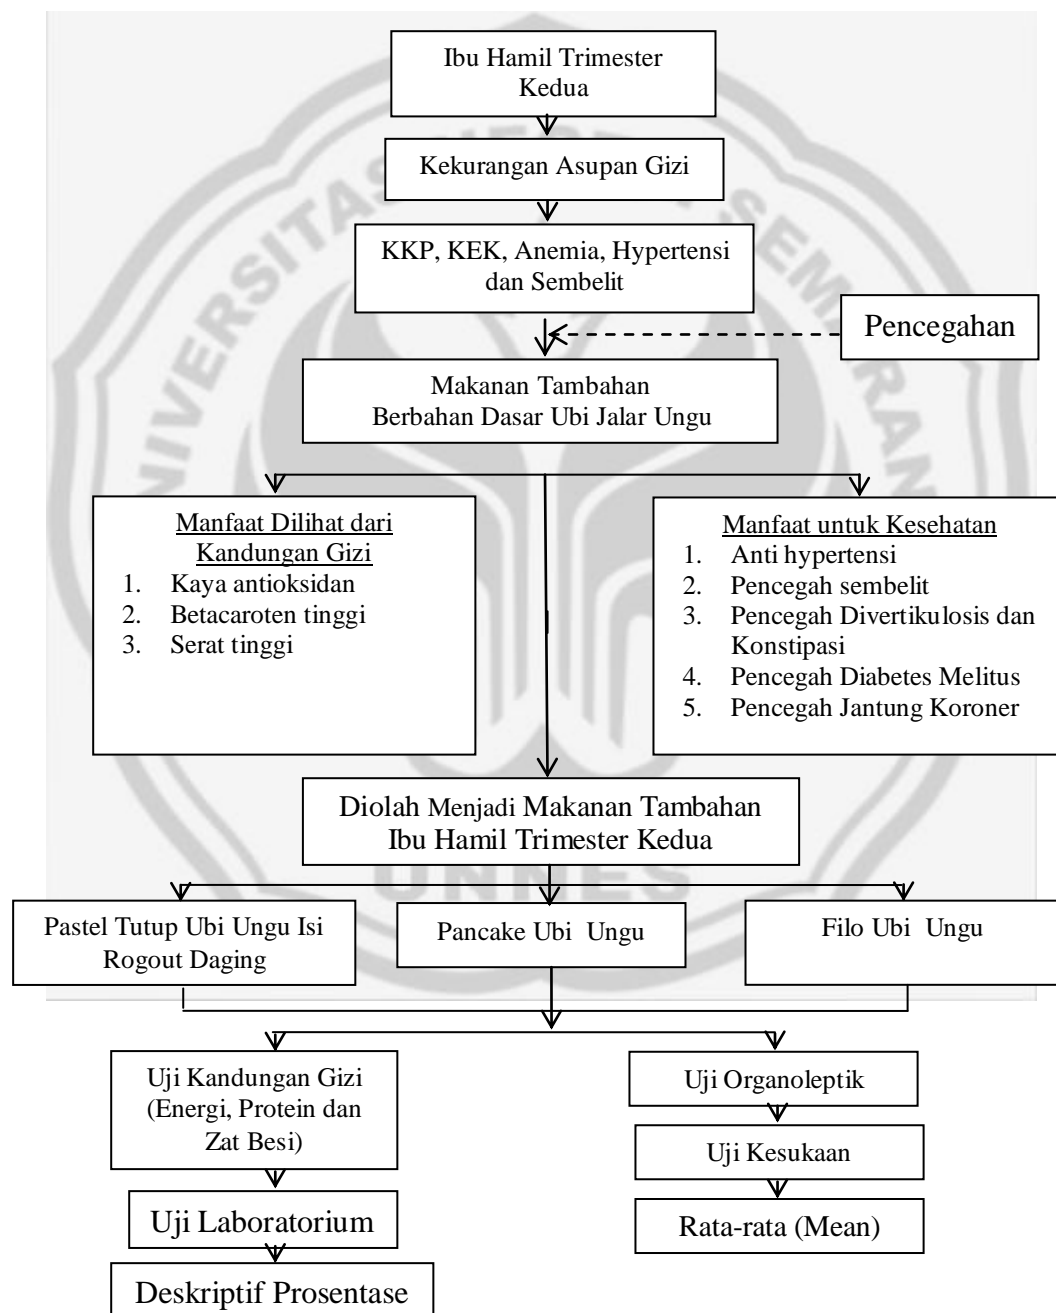 Ibu Hamil Trimester
Kedua
Kekurangan Asupan Gizi
KKP, KEK, Anemia, Hypertensi
dan Sembelit
Pencegahan
Makanan Tambahan
Berbahan Dasar Ubi Jalar Ungu
Manfaat Dilihat dari
Kandungan Gizi
1. Kaya antioksidan
2. Betacaroten tinggi
3. Serat tinggi
Manfaat untuk Kesehatan
1. Anti hypertensi
2. Pencegah sembelit
3. Pencegah Divertikulosis dan
Konstipasi
4. Pencegah Diabetes Melitus
5. Pencegah Jantung Koroner
Diolah Menjadi Makanan Tambahan
Ibu Hamil Trimester Kedua
UNNES
Pastel Tutup Ubi Ungu Isi
Rogout Daging
Pancake Ubi Ungu
Filo Ubi Ungu
Uji Kandungan Gizi
(Energi, Protein dan
Zat Besi)
Uji Laboratorium
Deskriptif Prosentase
Uji Organoleptik
Uji Kesukaan
Rata-rata (Mean)